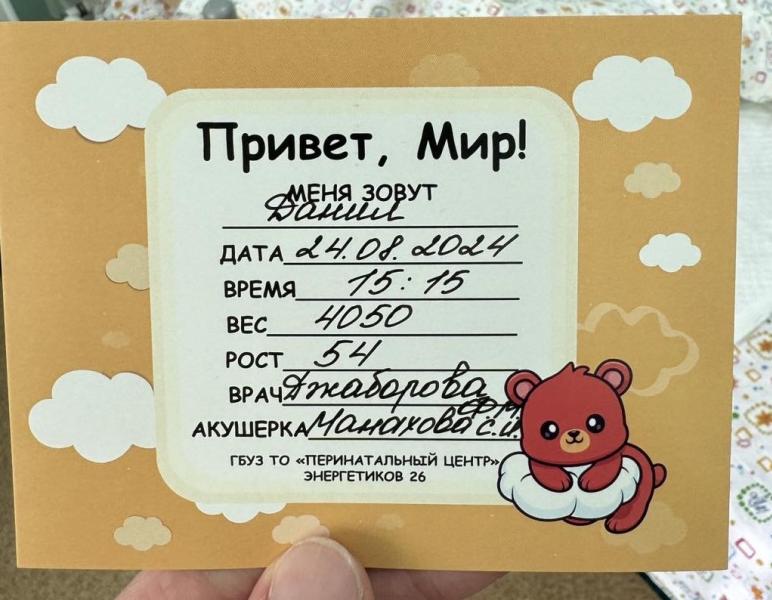 Привет, Мир!
МЕНЯ ЗОВУТ
Данил
ДАТА 24.08.2024
ВРЕМЯ 15:15
ВЕС 4050
РОСТ 54
ВРАЧ Джаборова Ф.М.
АКУШЕРКА Манахова С.И.
ГБУЗ ТО «ПЕРИНАТАЛЬНЫЙ ЦЕНТР»
ЭНЕРГЕТИКОВ 26